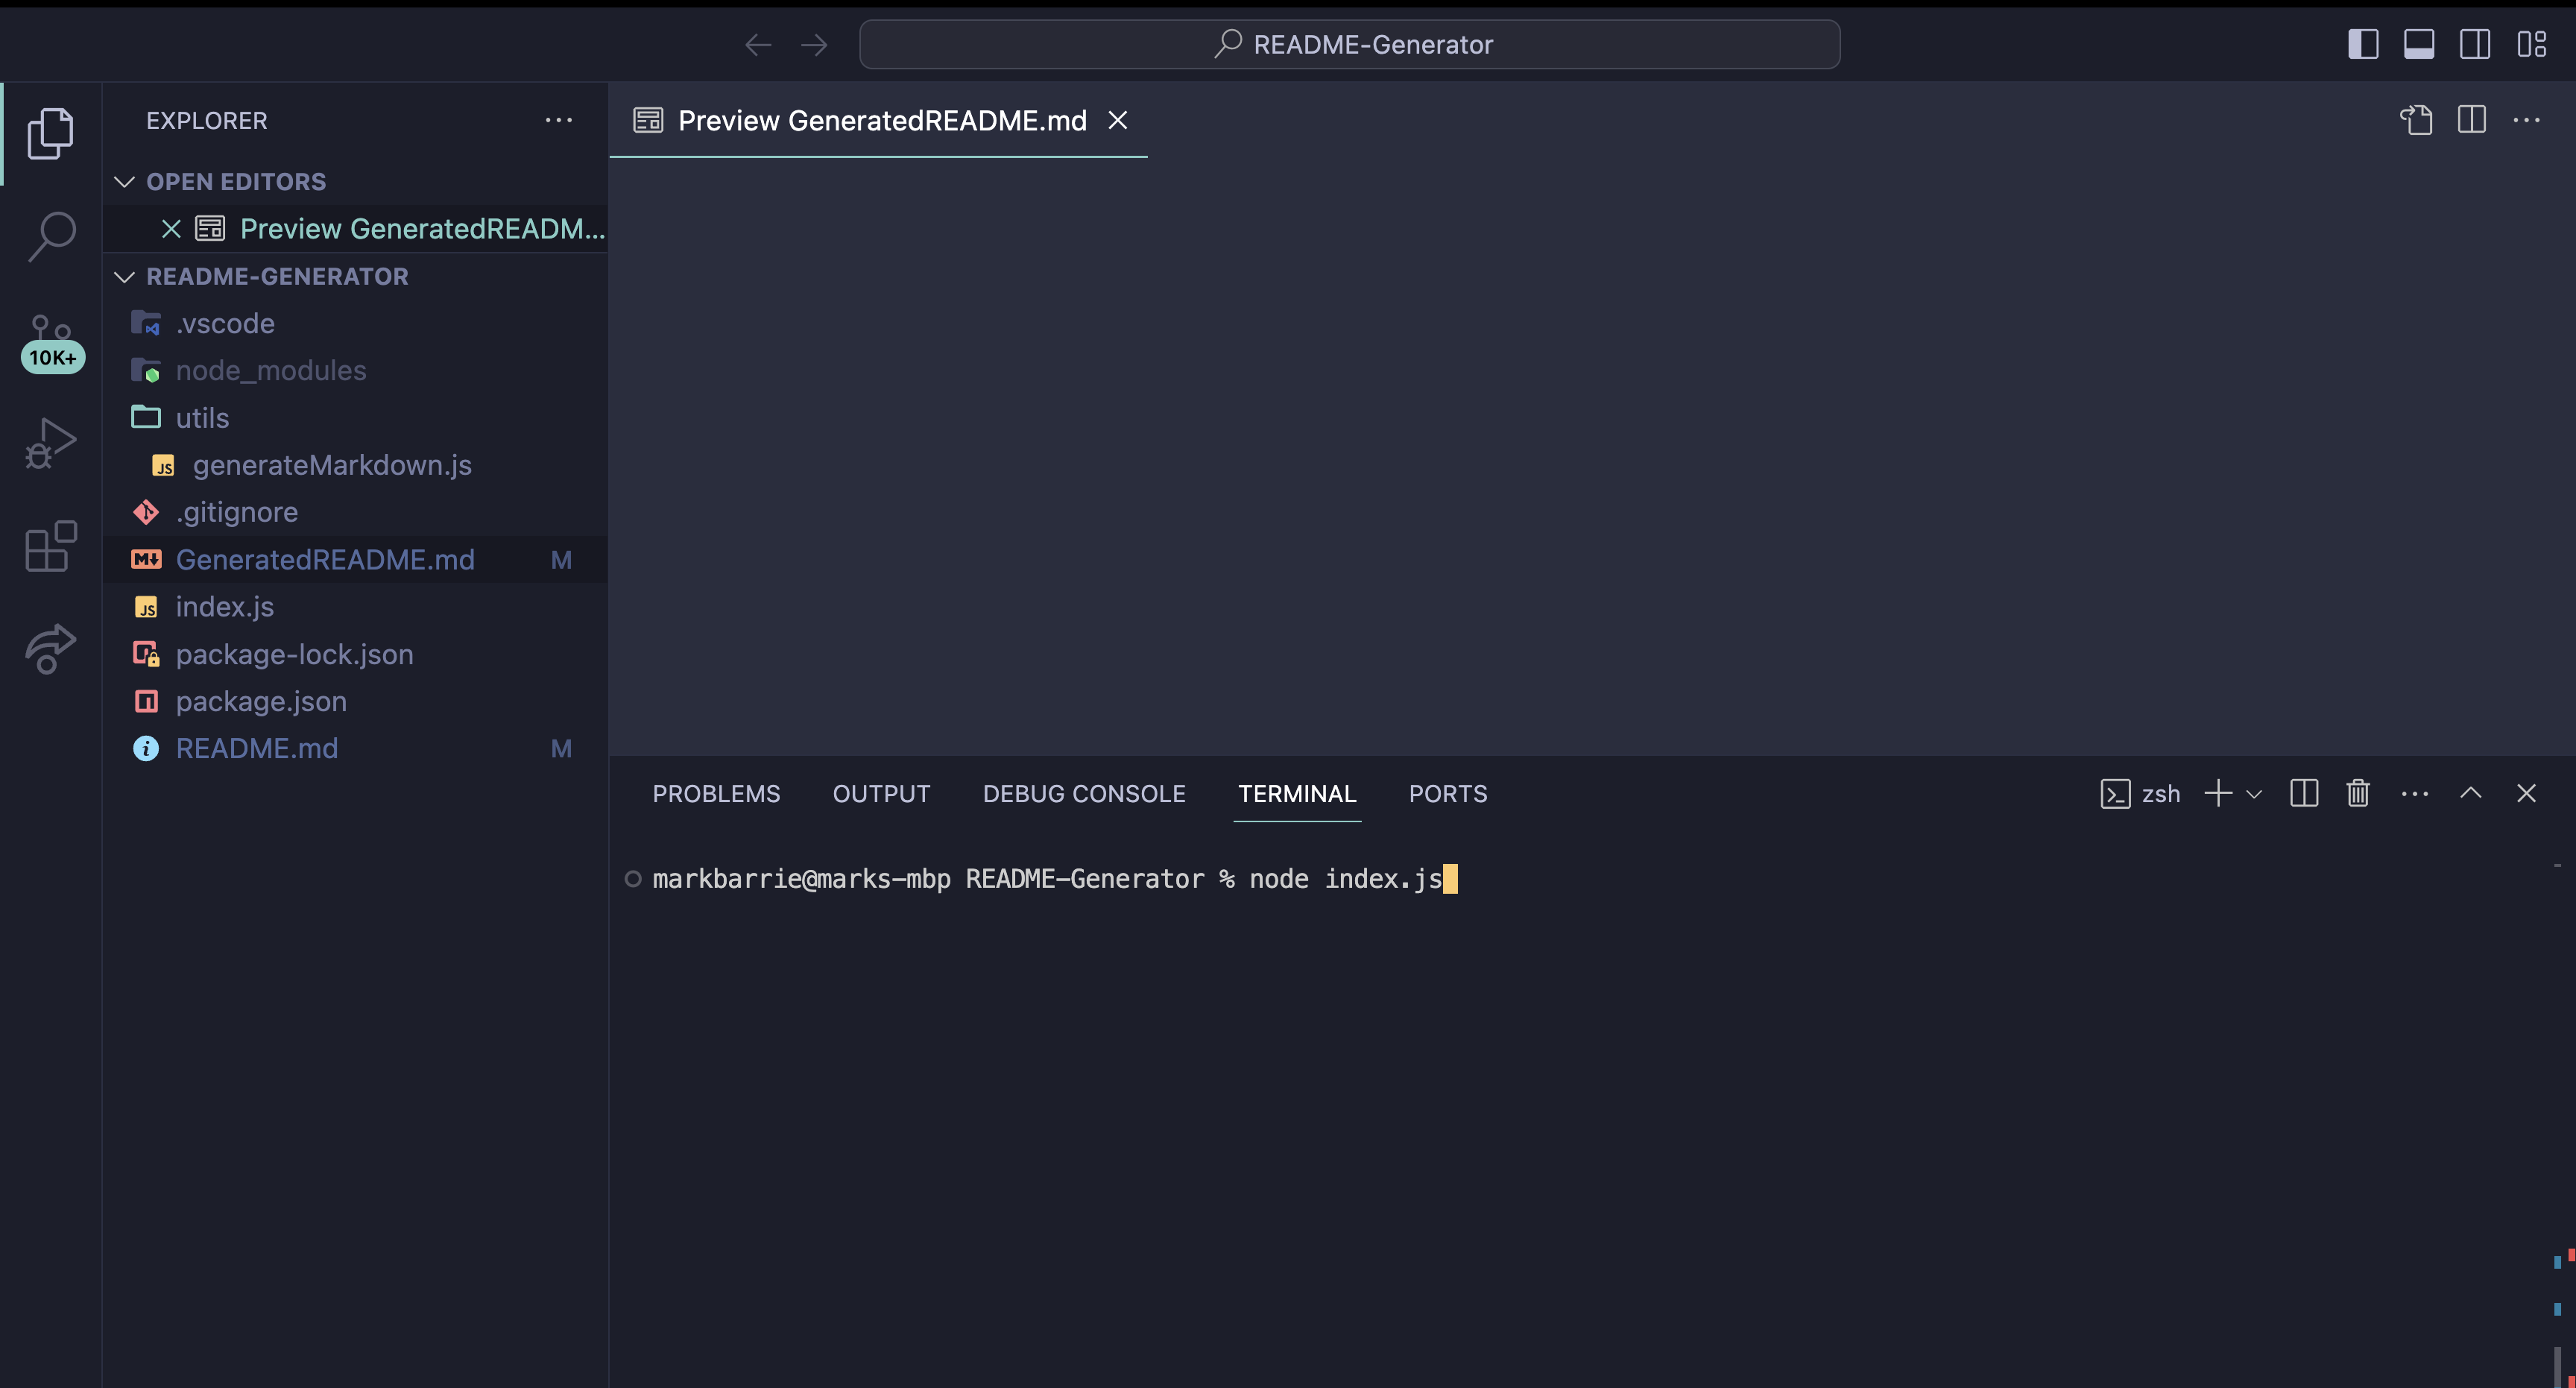 README-Generator
EXPLORER
OPEN EDITORS
Preview GeneratedREADM...
README-GENERATOR
.vscode
node_modules
utils
generateMarkdown.js
.gitignore
GeneratedREADME.md M
index.js
package-lock.json
package.json
README.md M
10K+
Preview GeneratedREADME.md
PROBLEMS OUTPUT DEBUG CONSOLE TERMINAL PORTS
zsh
markbarrie@marks-mbp README-Generator % node index.js